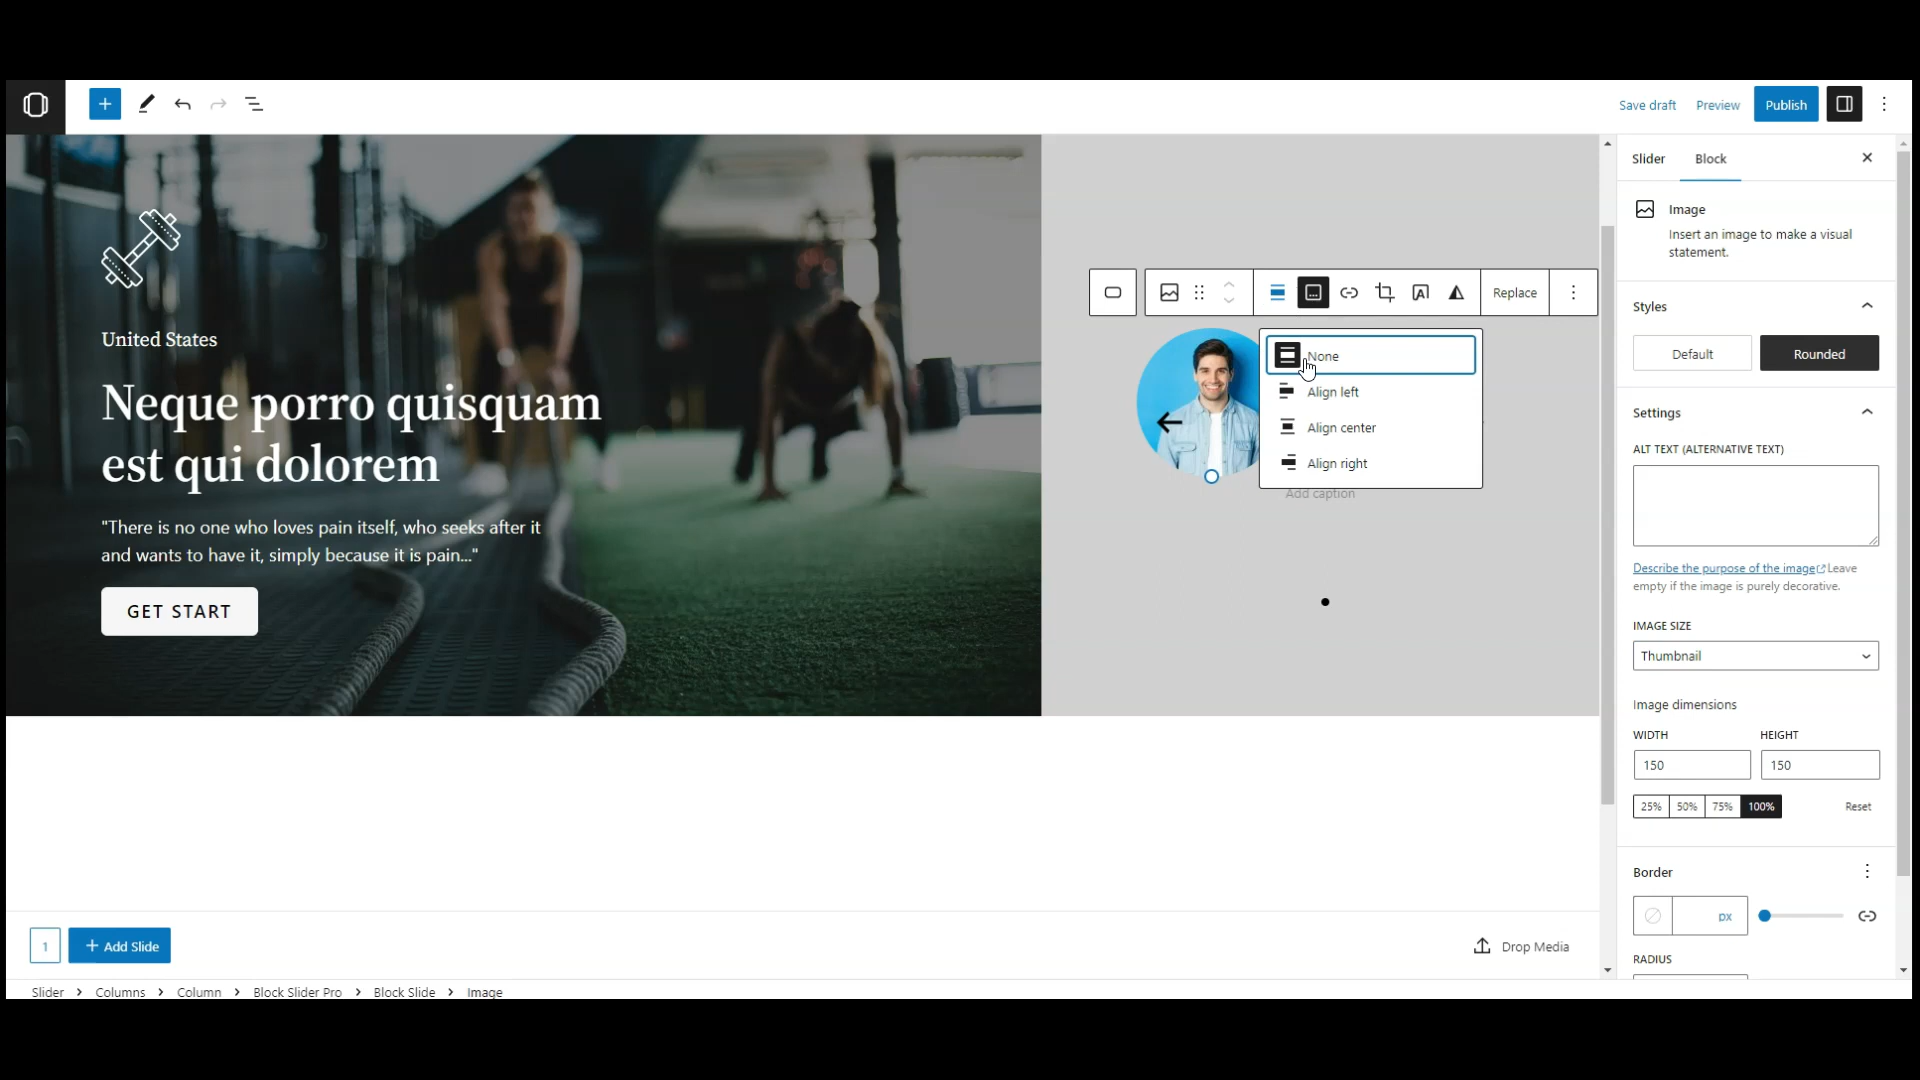 Save draft
Preview
Publish
Slider
Block
Image
Insert an image to make a visual
statement.
Styles
Default
Rounded
Settings
ALT TEXT (ALTERNATIVE TEXT)
Describe the purpose of the image Leave
empty if the image is purely decorative.
IMAGE SIZE
Thumbnail
Image dimensions
WIDTH
HEIGHT
150
150
25%
50%
75%
100%
Reset
Border
px
RADIUS
Replace
None
Align left
Align center
Align right
Add caption
United States
Neque porro quisquam
est qui dolorem
"There is no one who loves pain itself, who seeks after it
and wants to have it, simply because it is pain..."
GET START
1
+ Add Slide
Drop Media
Slider > Columns > Column > Block Slider Pro > Block Slide > Image